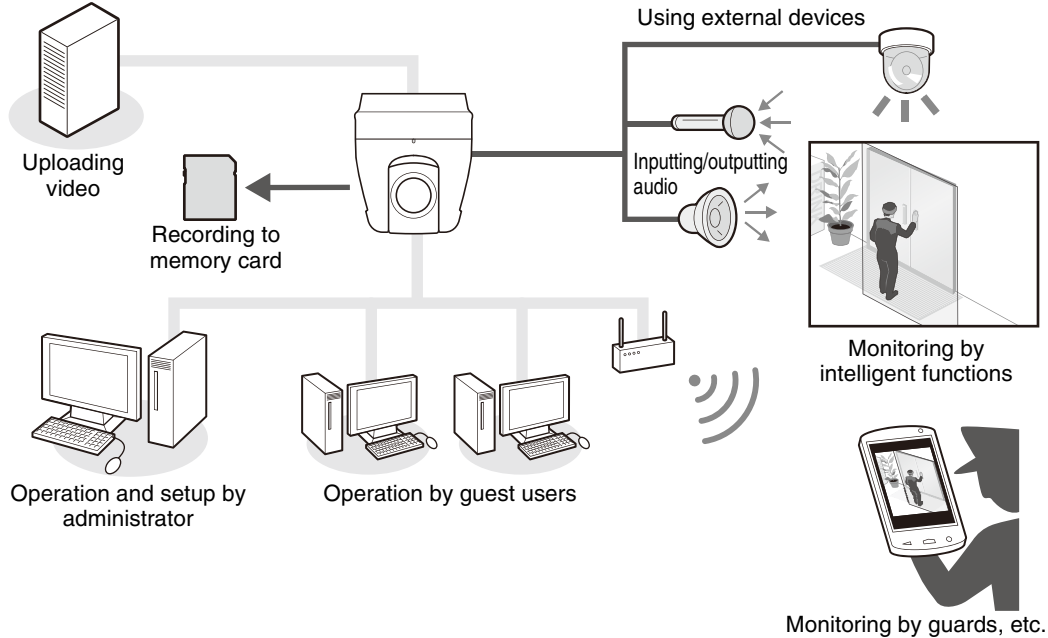 Using external devices
Uploading
video
Inputting/outputting
audio
Recording to
memory card
Monitoring by
intelligent functions
Operation and setup by
administrator
Operation by guest users
Monitoring by guards, etc.